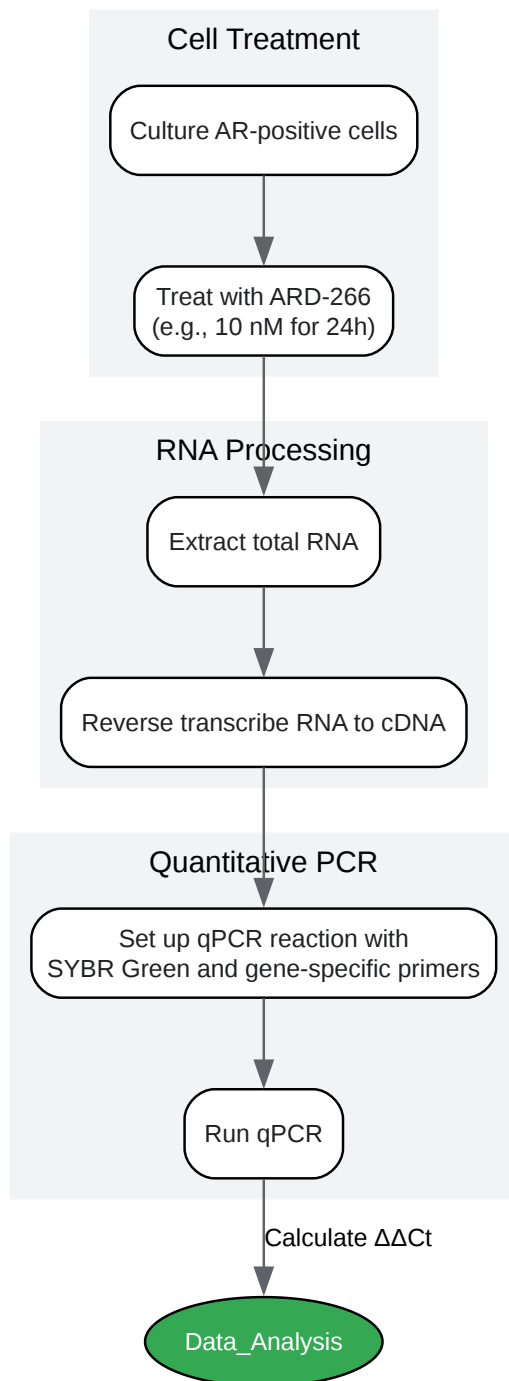 Cell Treatment
Culture AR-positive cells
Treat with ARD-266
(e.g., 10 nM for 24h)
RNA Processing
Extract total RNA
Reverse transcribe RNA to cDNA
Quantitative PCR
Set up qPCR reaction with
SYBR Green and gene-specific primers
Run qPCR
Calculate ΔΔCt
Data_Analysis